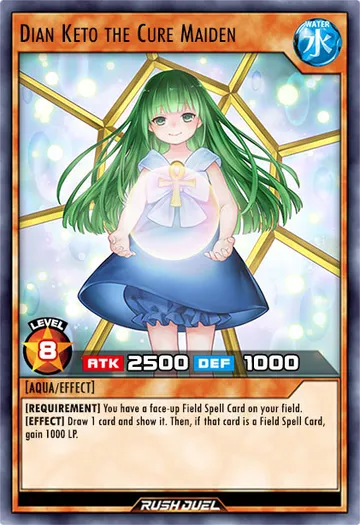 Dian Keto the Cure Maiden
WATER
水
LEVEL
8
ATK 2500 DEF 1000
[AQUA/EFFECT]
[REQUIREMENT] You have a face-up Field Spell Card on your field.
[EFFECT] Draw 1 card and show it. Then, if that card is a Field Spell Card,
gain 1000 LP.
RUSH DUEL